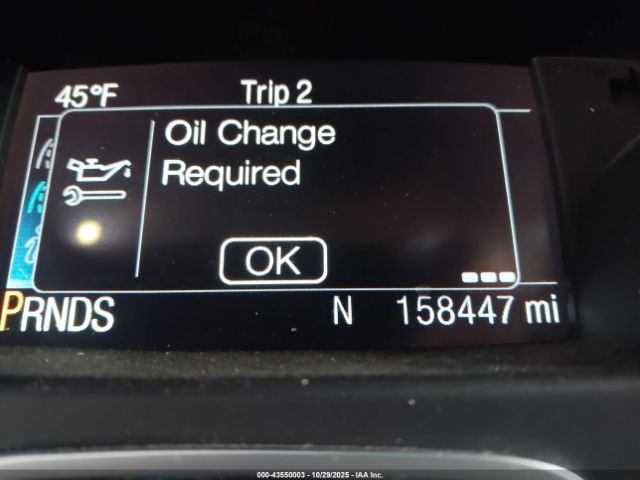 45°F Trip 2
Oil Change
Required
OK
PRNDS N 158447 mi
000-43550003 - 10/29/2025 - © IAA Inc.